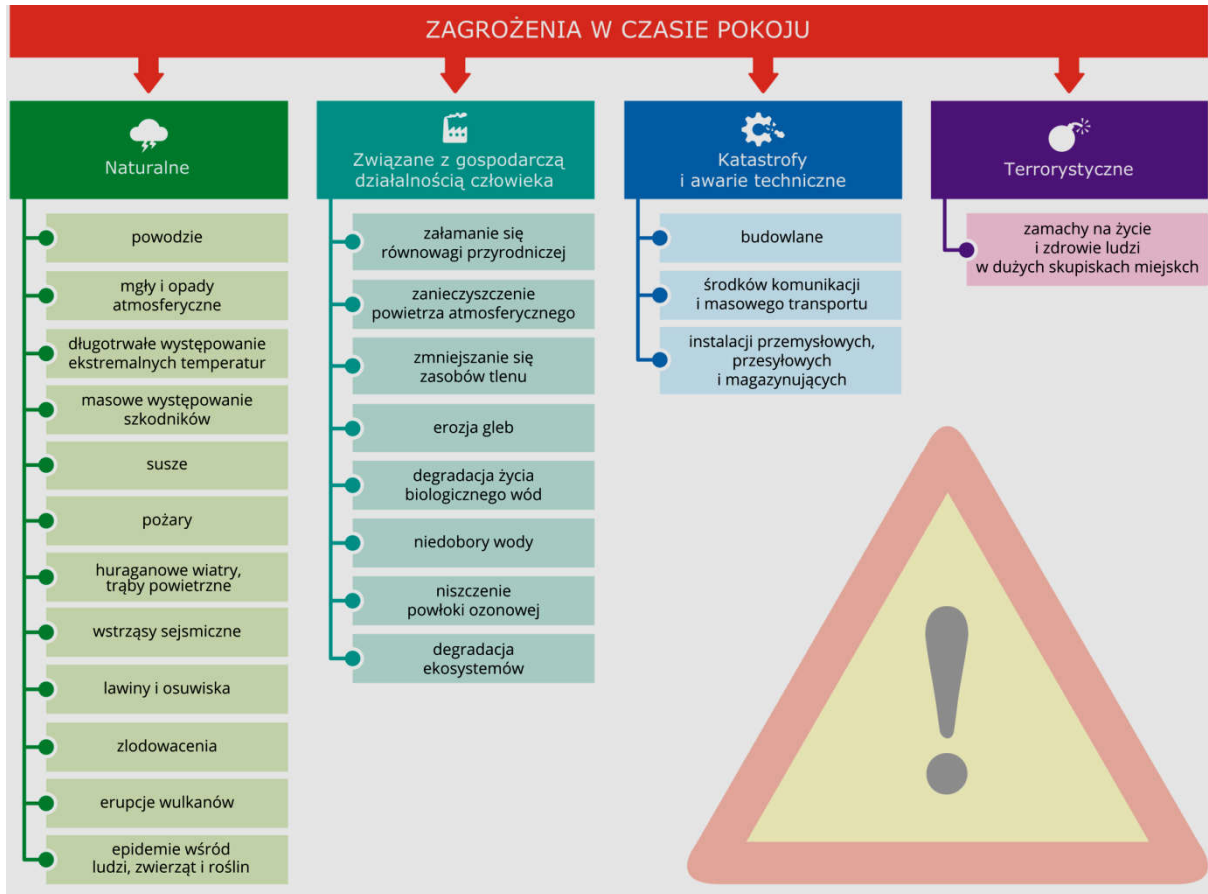 ZAGROŻENIA W CZASIE POKOJU
Naturalne
powodzie
mgły i opady
atmosferyczne
długotrwałe występowanie
ekstremalnych temperatur
masowe występowanie
szkodników
susze
pożary
huraganowe wiatry,
trąby powietrzne
wstrząsy sejsmiczne
lawiny i osuwiska
zlodowacenia
erupcje wulkanów
epidemie wśród
ludzi, zwierząt i roślin
Związane z gospodarczą
działalnością człowieka
załamanie się
równowagi przyrodniczej
zanieczyszczenie
powietrza atmosferycznego
zmniejszanie się
zasobów tlenu
erozja gleb
degradacja życia
biologicznego wód
niedobory wody
niszczenie
powłoki ozonowej
degradacja
ekosystemów
Katastrofy
i awarie techniczne
budowlane
środków komunikacji
i masowego transportu
instalacji przemysłowych,
przesyłowych
i magazynujących
Terrorystyczne
zamachy na życie
i zdrowie ludzi
w dużych skupiskach miejskch
!